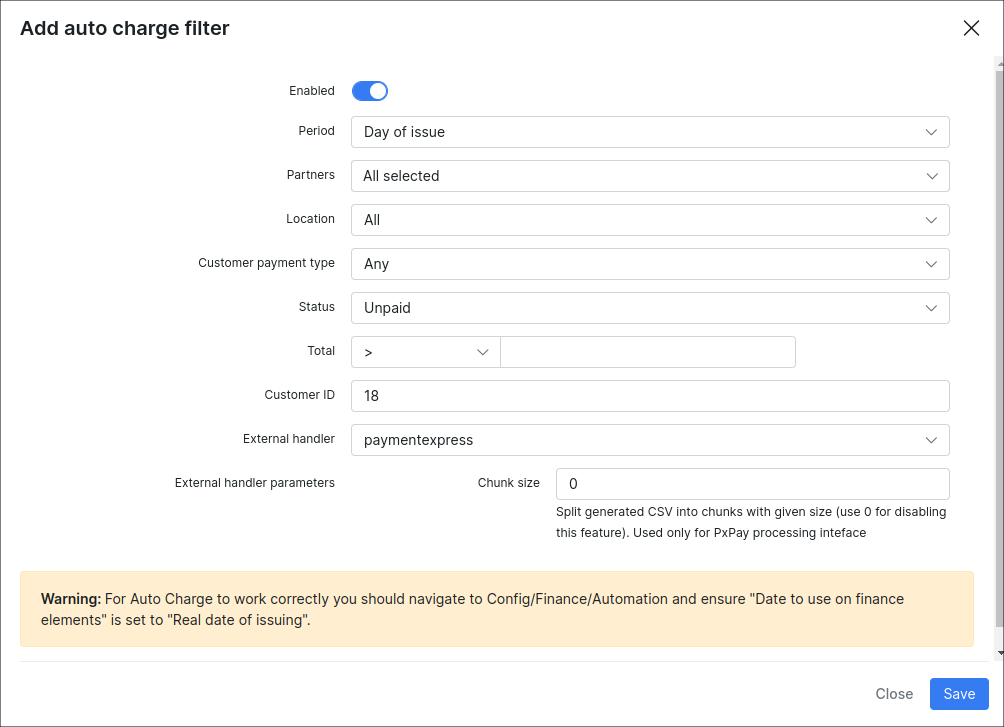 Add auto charge filter
Enabled
Period Day of issue
Partners All selected
Location All
Customer payment type Any
Status Unpaid
Total >
Customer ID 18
External handler paymentexpress
External handler parameters Chunk size 0
Split generated CSV into chunks with given size (use 0 for disabling
this feature). Used only for PxPay processing inteface
Warning: For Auto Charge to work correctly you should navigate to Config/Finance/Automation and ensure "Date to use on finance
elements" is set to "Real date of issuing".
Close Save